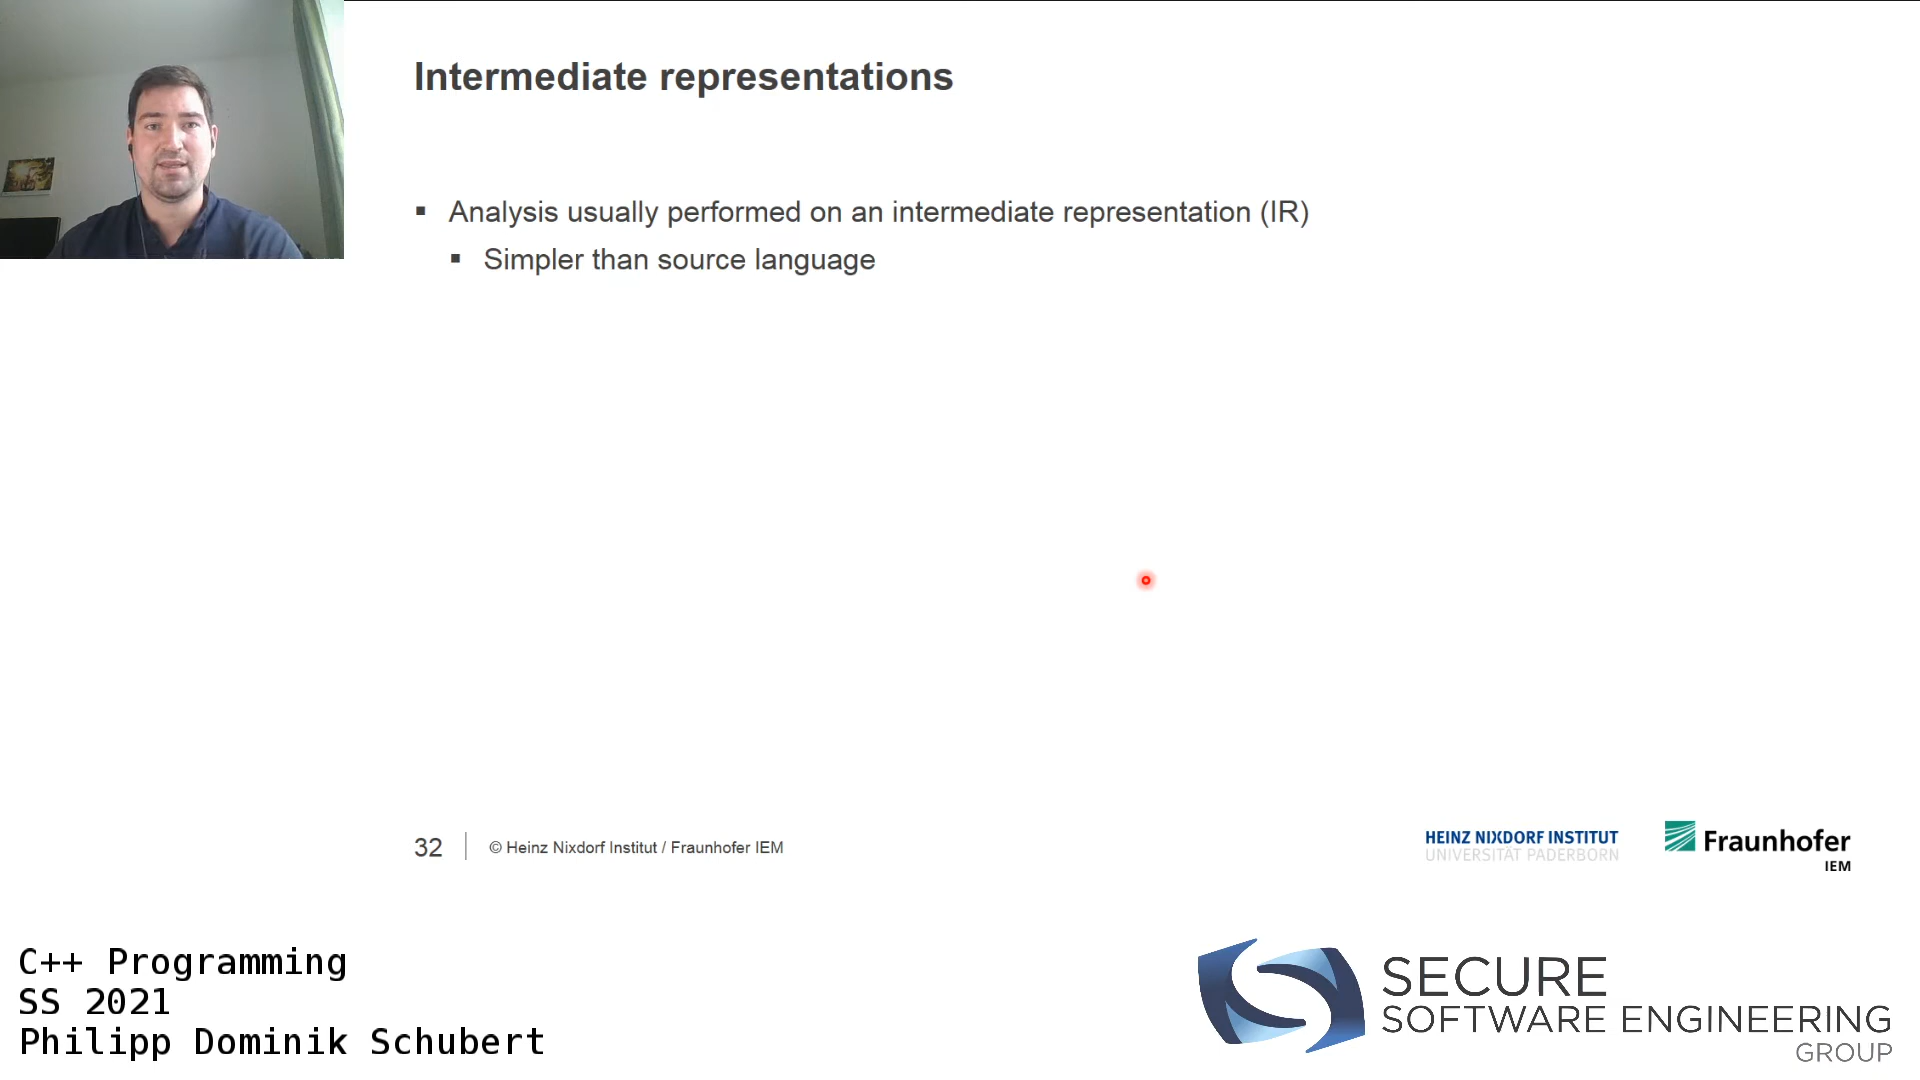 Intermediate representations
▪ Analysis usually performed on an intermediate representation (IR)
▪ Simpler than source language
32
© Heinz Nixdorf Institut / Fraunhofer IEM
HEINZ NIXDORF INSTITUT
UNIVERSITÄT PADERBORN
Fraunhofer
IEM
C++ Programming
SS 2021
Philipp Dominik Schubert
SECURE
SOFTWARE ENGINEERING
GROUP